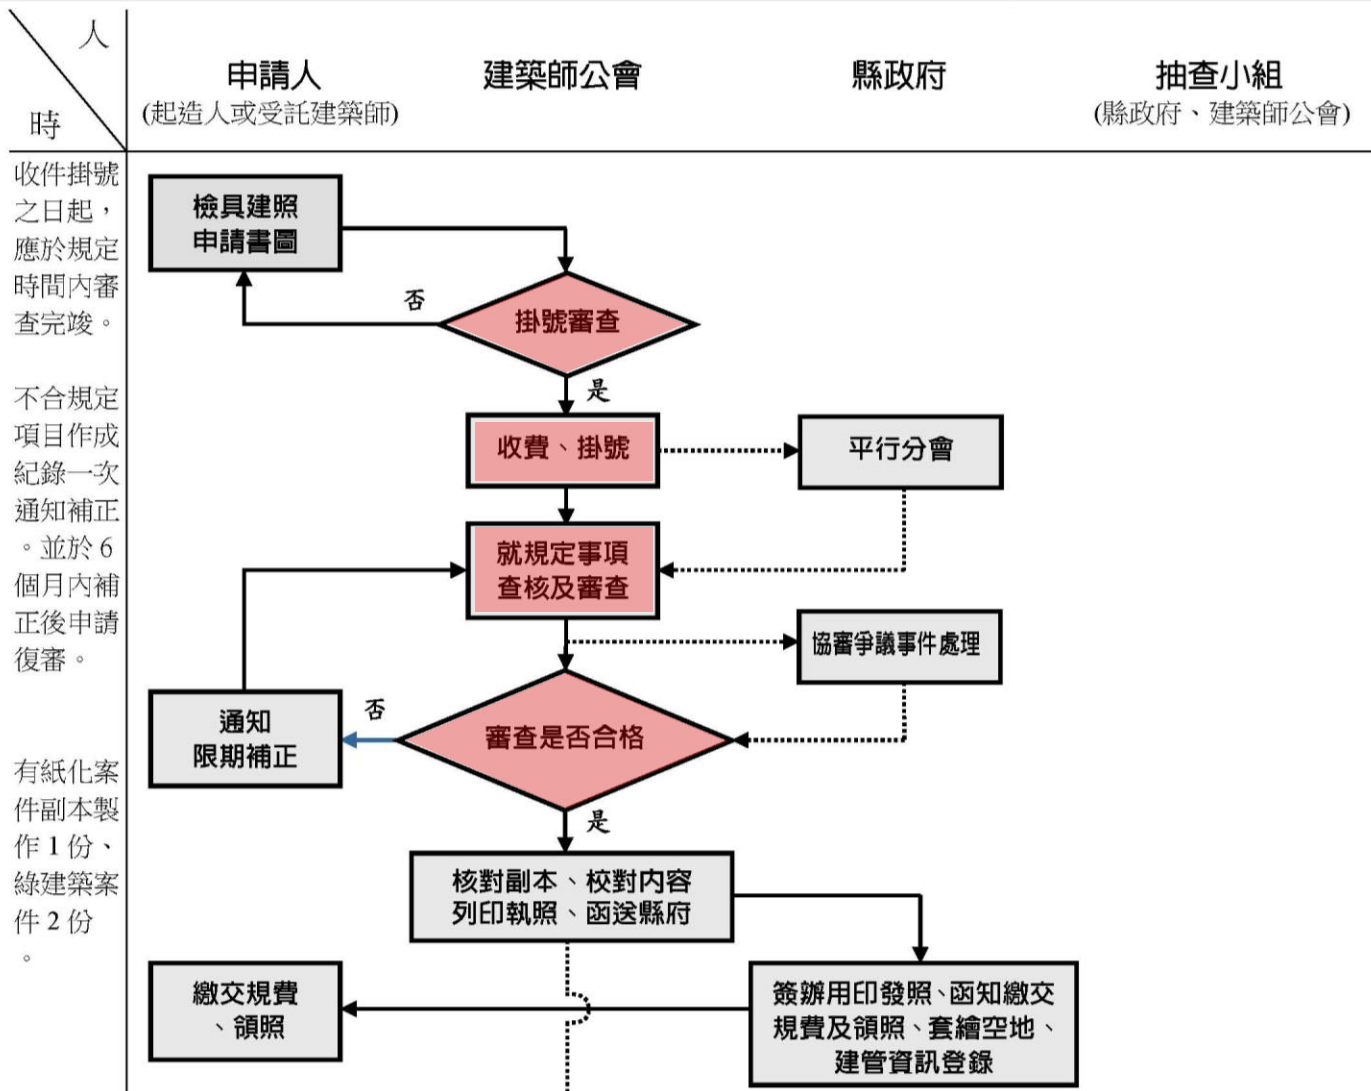 人
時
申請人
(起造人或受託建築師)
建築師公會
縣政府
抽查小組
(縣政府、建築師公會)
收件掛號
之日起，
應於規定
時間內審
查完竣。
不合規定
項目作成
紀錄一次
通知補正
。並於 6
個月內補
正後申請
復審。
有紙化案
件副本製
作 1 份、
綠建築案
件 2 份
。
檢具建照
申請書圖
掛號審查
否
是
收費、掛號
平行分會
就規定事項
查核及審查
協審爭議事件處理
審查是否合格
否
通知
限期補正
是
核對副本、校對內容
列印執照、函送縣府
簽辦用印發照、函知繳交
規費及領照、套繪空地、
建管資訊登錄
繳交規費
、領照